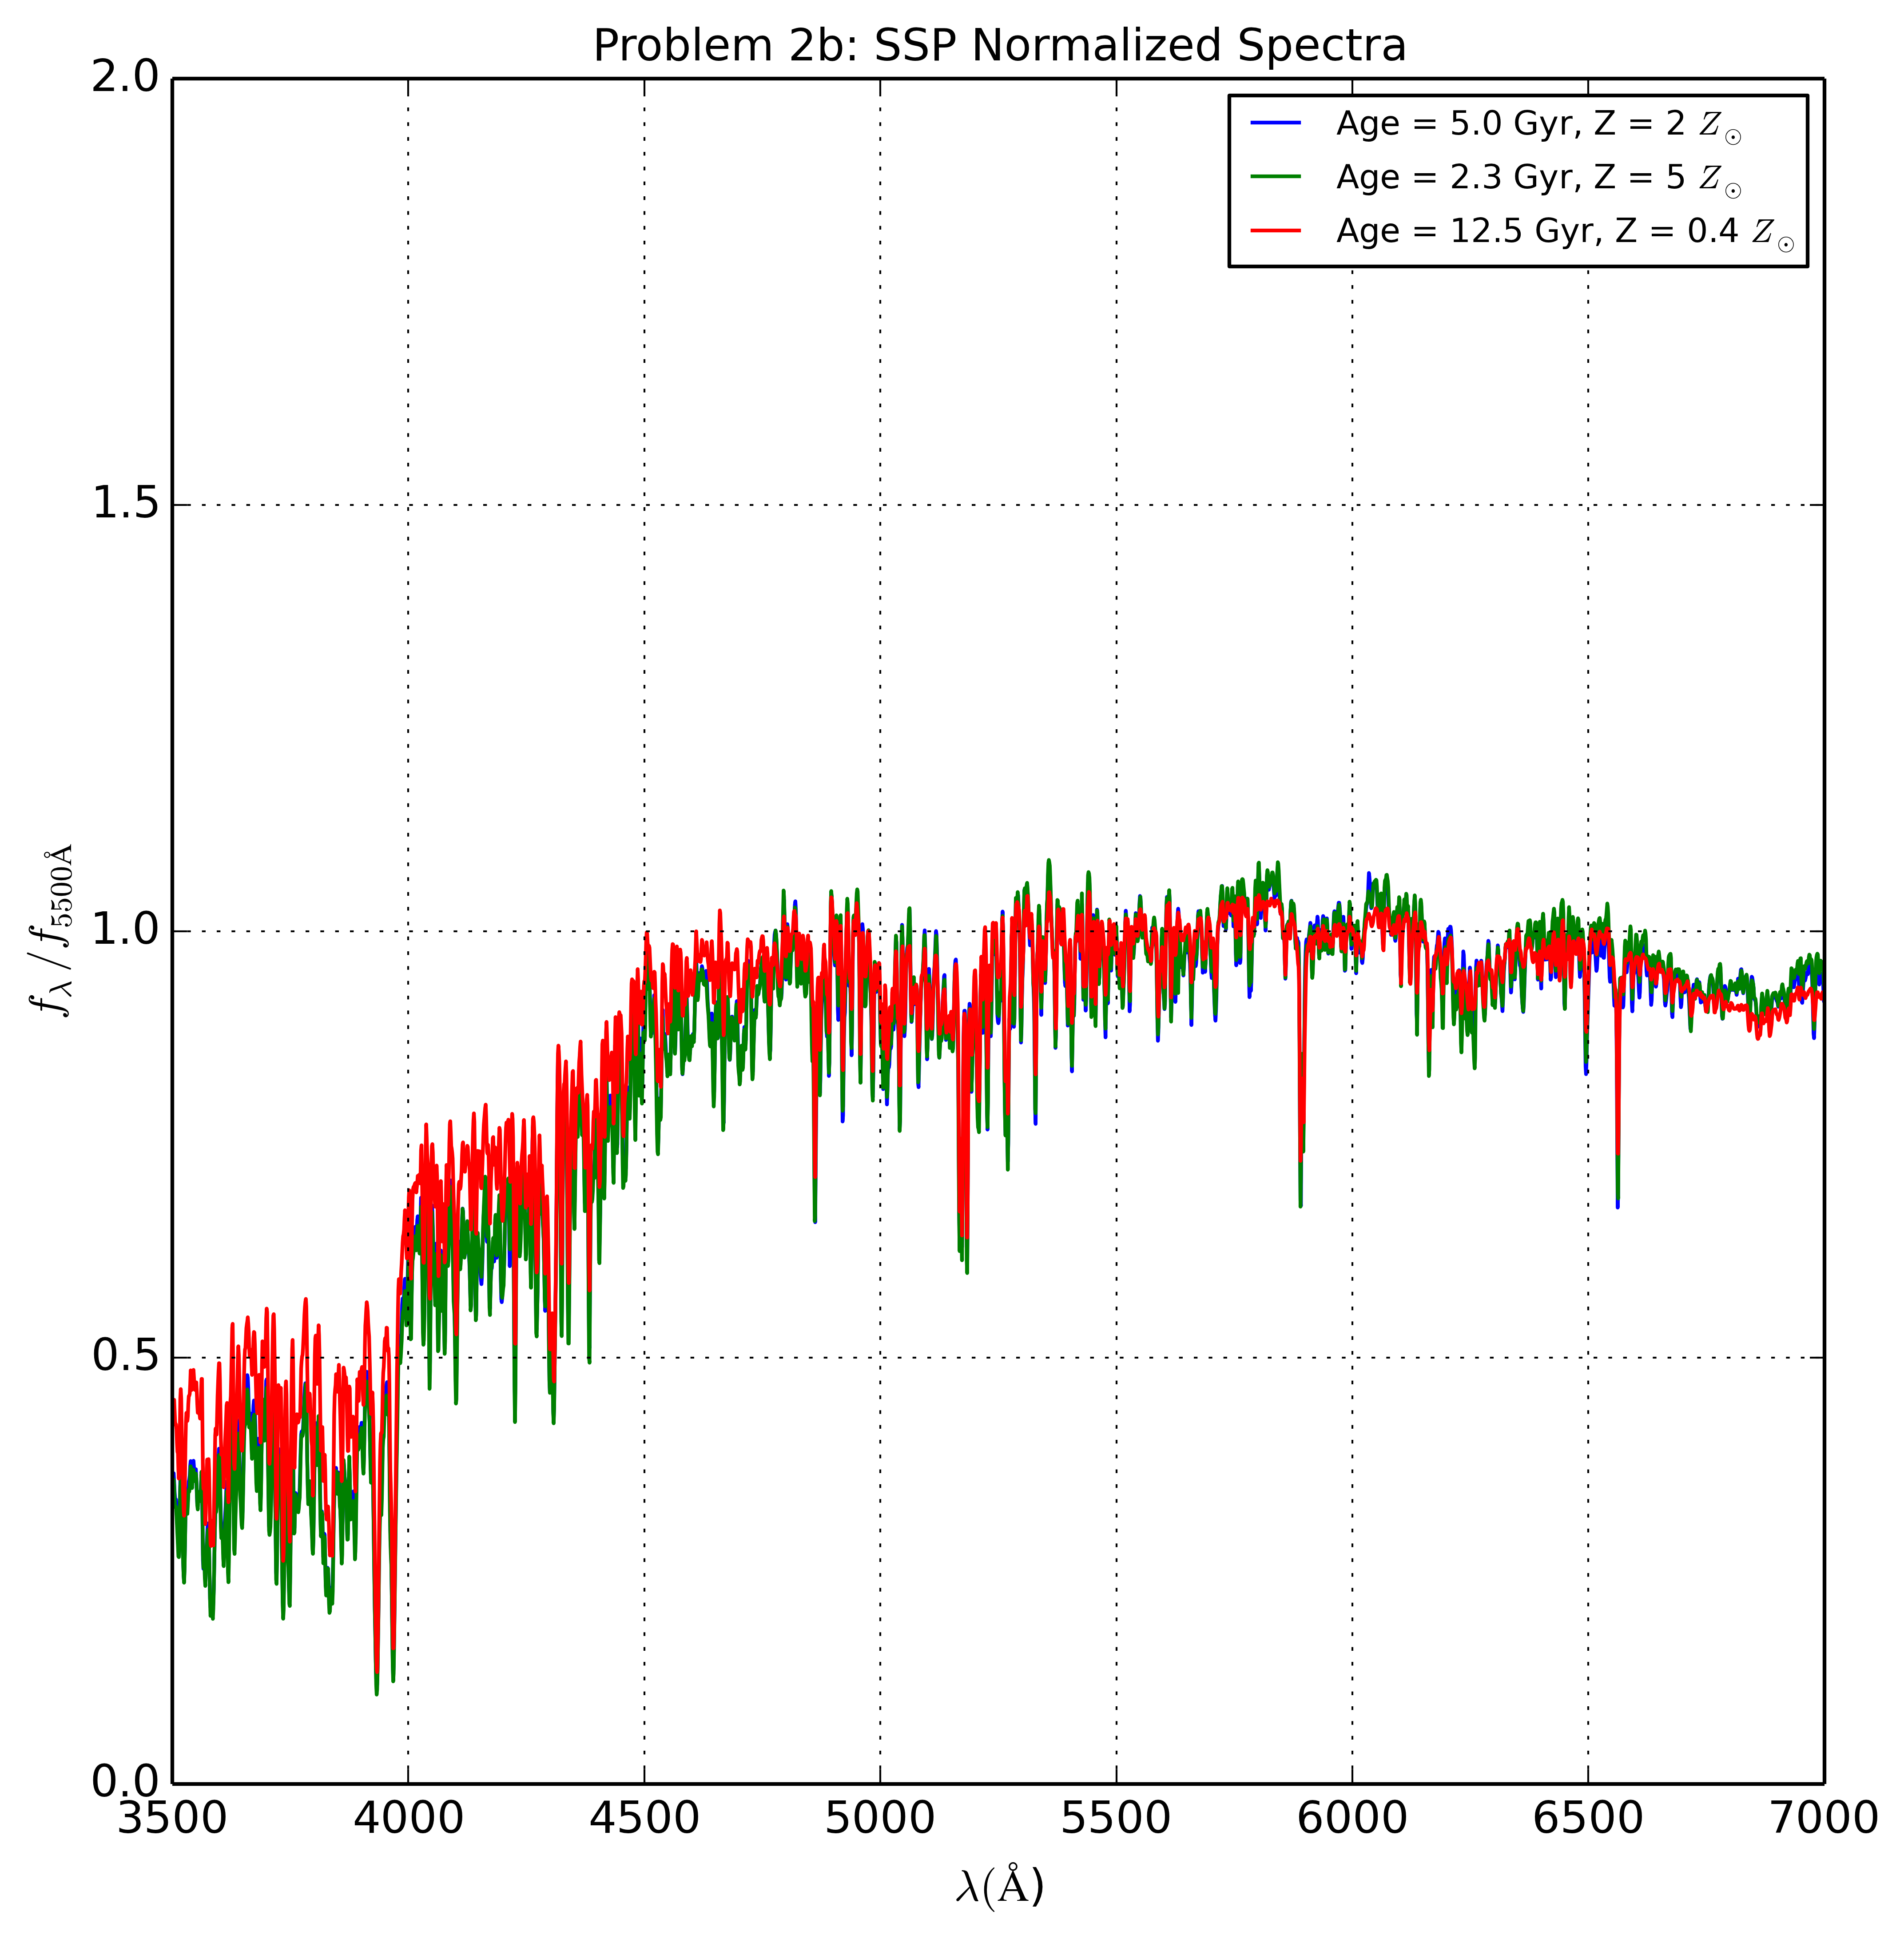 Problem 2b: SSP Normalized Spectra
2.0
1.5
1.0
0.5
0.0
Age = 5.0 Gyr, Z = 2 Z☉
Age = 2.3 Gyr, Z = 5 Z☉
Age = 12.5 Gyr, Z = 0.4 Z☉
fλ/f5500Å
3500 4000 4500 5000 5500 6000 6500 7000
λ(Å)